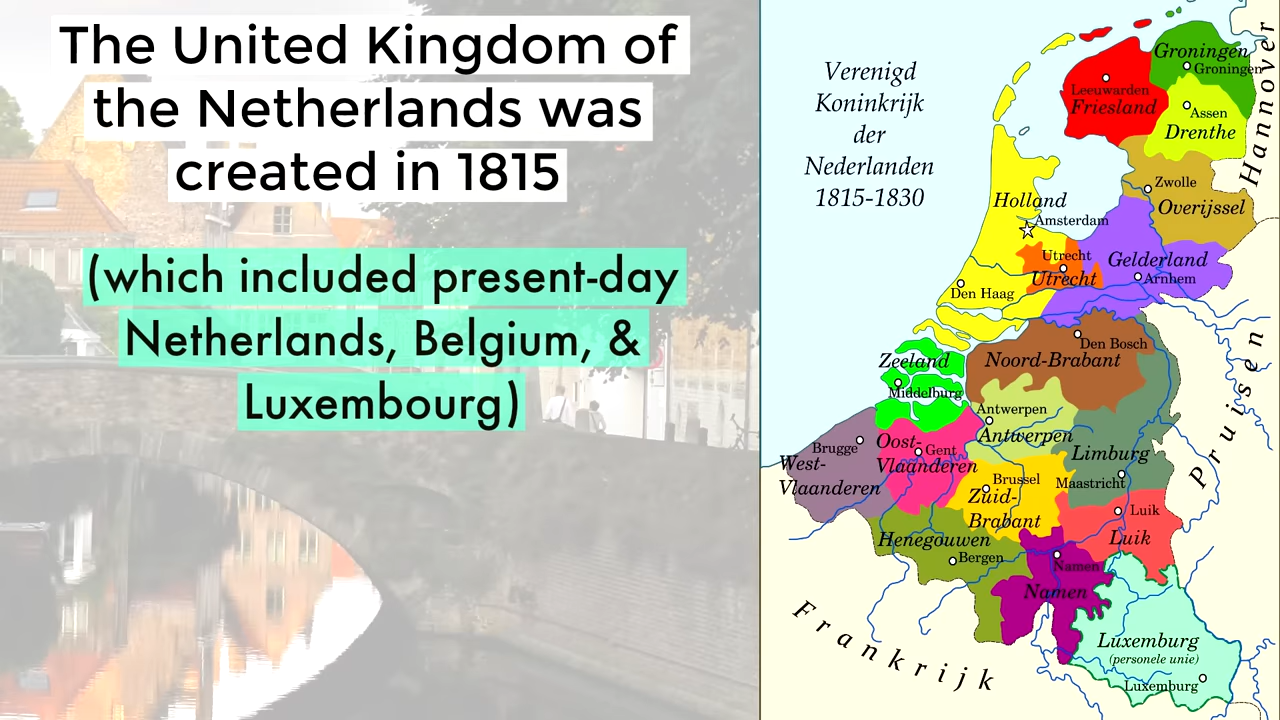 The United Kingdom of
the Netherlands was
created in 1815
(which included present-day
Netherlands, Belgium, &
Luxembourg)
Verenigd
Koninkrijk
der
Nederlanden
1815-1830
Groningen
Groningen
Hannover
Leeuwarden
Friesland
Assen
Drenthe
Zwolle
Overijssel
Holland
Amsterdam
Utrecht
Utrecht
Gelderland
Arnhem
Den Haag
Den Bosch
Noord-Brabant
Zeeland
Middelburg
Pruisen
Antwerpen
Antwerpen
Brugge
West-
Vlaanderen
Oost-
Gent
Vlaanderen
Limburg
Maastricht
Brussel
Zuid-
Brabant
Luik
Luik
Henegouwen
Bergen
Namen
Namen
Frankrijk
Luxemburg
(personele unie)
Luxemburg